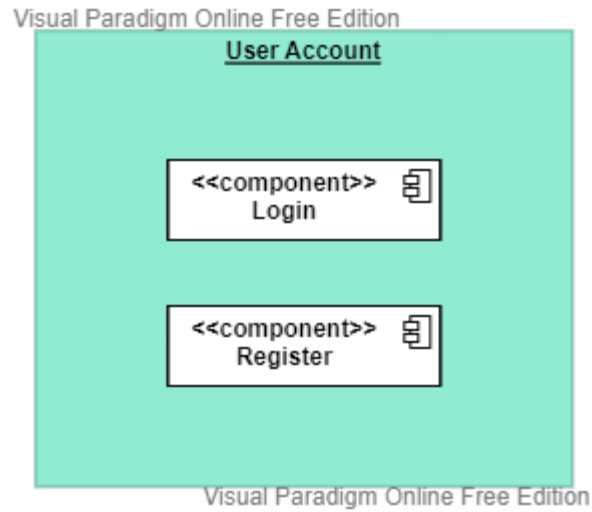 Visual Paradigm Online Free Edition
User Account
<<component>>
Login
<<component>>
Register
Visual Paradigm Online Free Edition